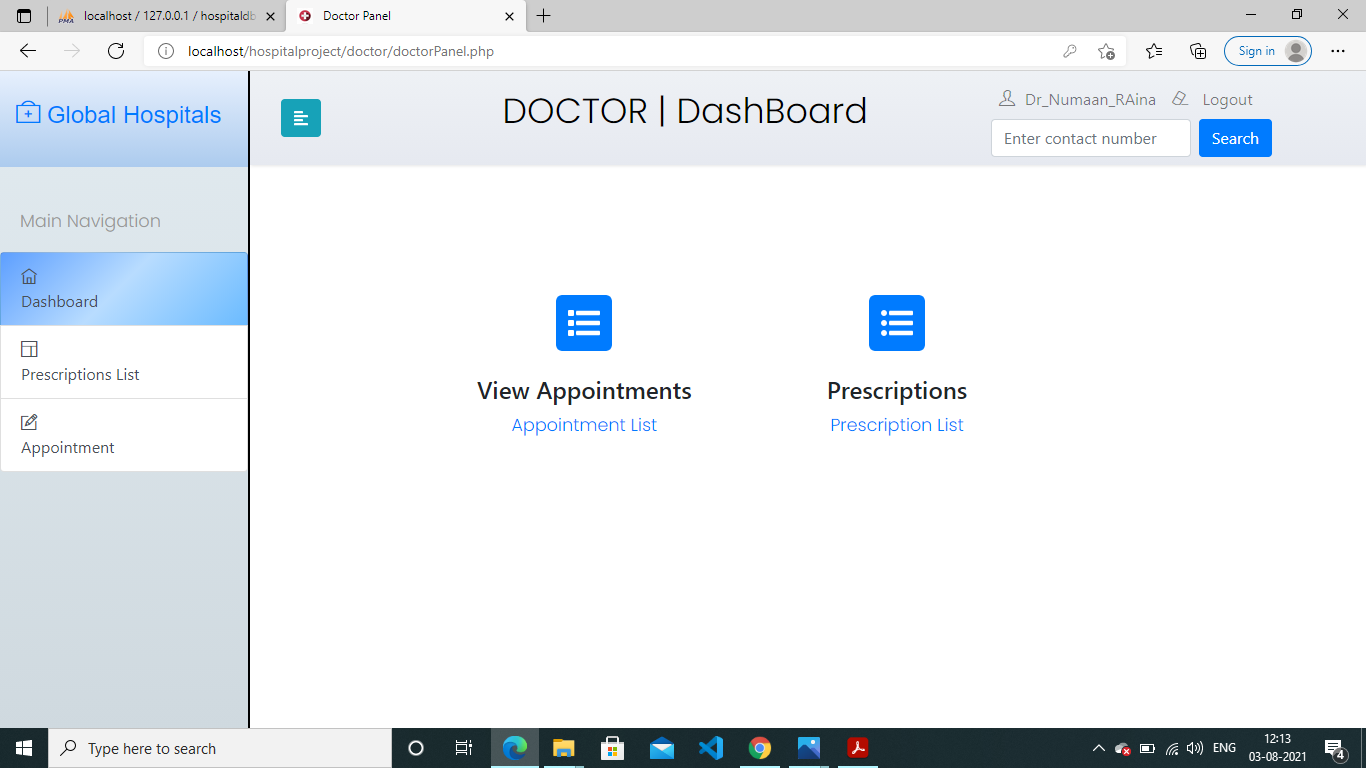 localhost / 127.0.0.1 / hospitaldb
Doctor Panel
localhost/hospitalproject/doctor/doctorPanel.php
Sign in
Global Hospitals
DOCTOR | DashBoard
Dr_Numaan_RAina
Logout
Enter contact number
Search
Main Navigation
Dashboard
Prescriptions List
Appointment
View Appointments
Appointment List
Prescriptions
Prescription List
Type here to search
ENG
12:13
03-08-2021
4